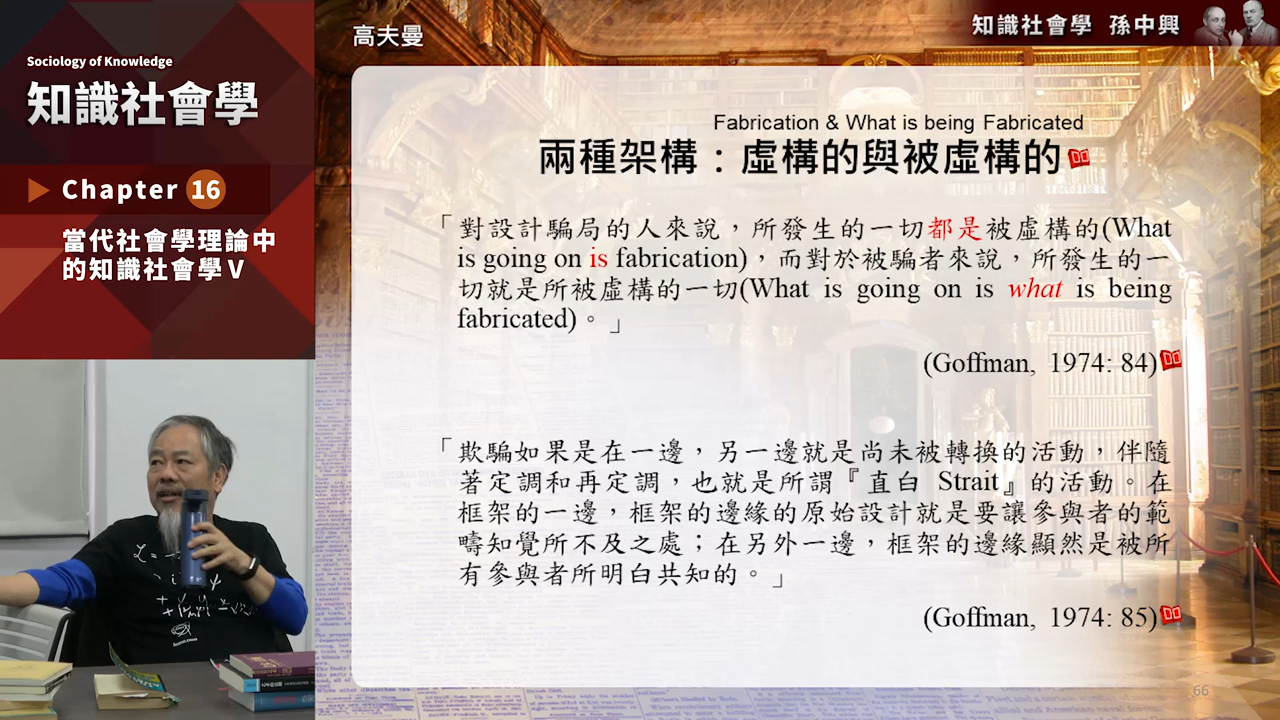 Sociology of Knowledge
知識社會學
Chapter 16
當代社會學理論中
的知識社會學 V
高夫曼
知識社會學 孫中興
Fabrication & What is being Fabricated
兩種架構：虛構的與被虛構的
「對設計騙局的人來說，所發生的一切都是被虛構的(What
is going on is fabrication)，而對於被騙者來說，所發生的一
切就是所被虛構的一切(What is going on is what is being
fabricated)。」
(Goffman, 1974: 84)
「欺騙如果是在一邊，另一邊就是尚未被轉換的活動，伴隨
著定調和再定調，也就是所謂『直白 Strait』的活動。在
框架的一邊，框架的邊緣的原始設計就是要讓參與者的範
疇知覺所不及之處；在另外一邊，框架的邊緣顯然是被所
有參與者所明白共知的。」
(Goffman, 1974: 85)
66